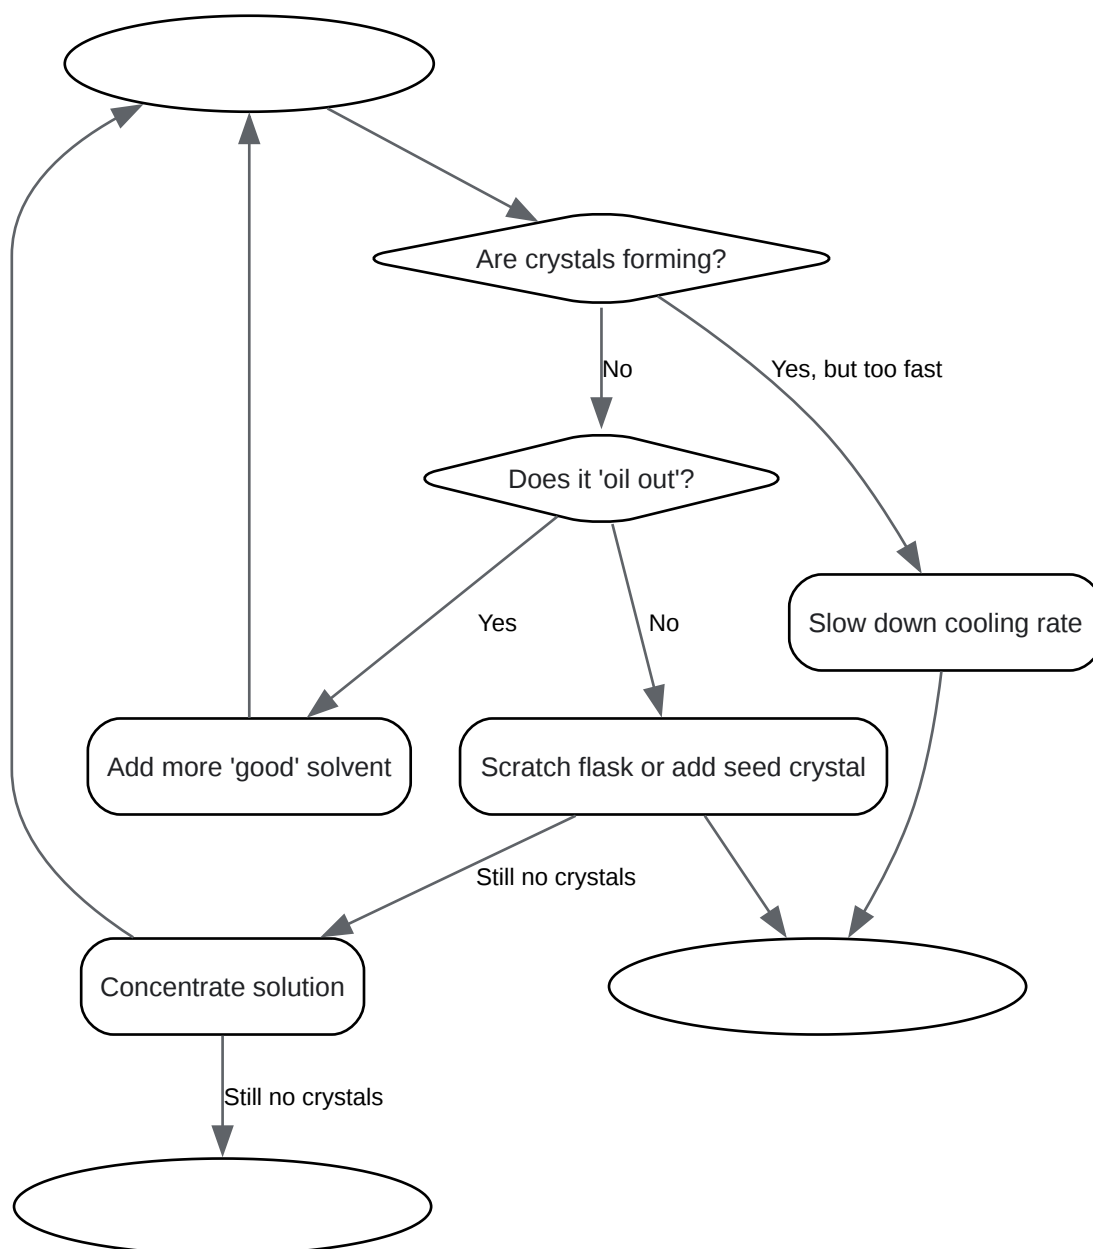 Are crystals forming?
No
Yes, but too fast
Does it 'oil out'?
Yes
No
Slow down cooling rate
Add more 'good' solvent
Scratch flask or add seed crystal
Still no crystals
Concentrate solution
Still no crystals